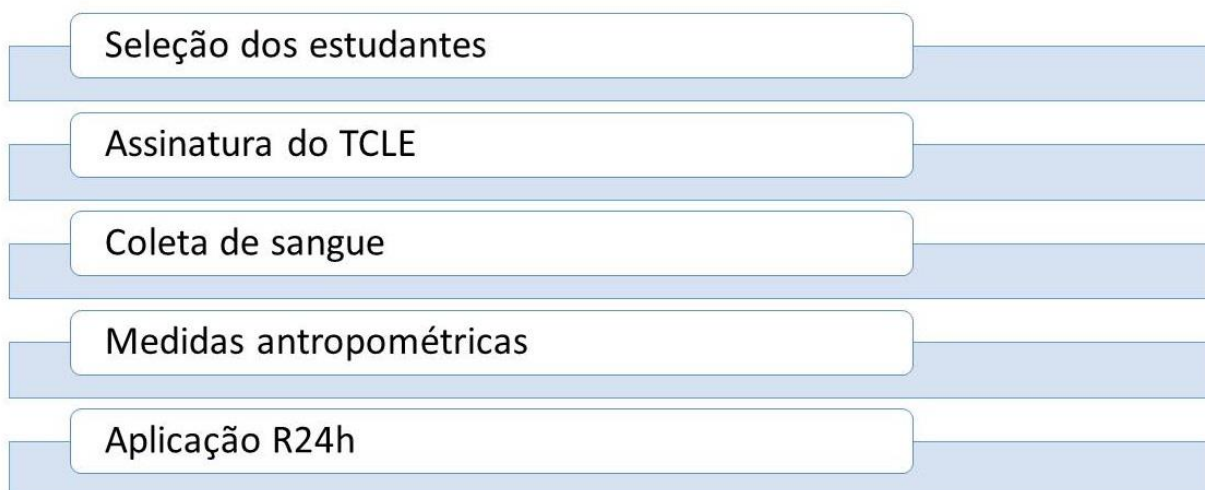 Seleção dos estudantes
Assinatura do TCLE
Coleta de sangue
Medidas antropométricas
Aplicação R24h